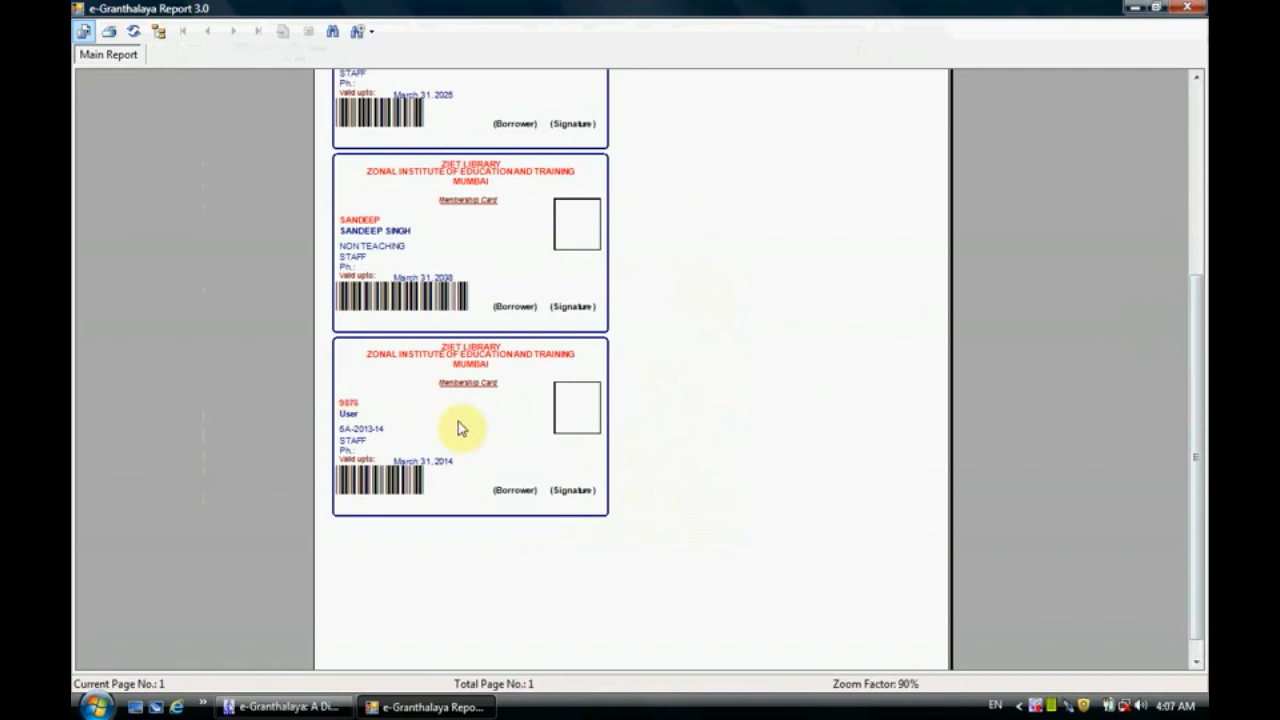 e-Granthalaya Report 3.0
Main Report
STAFF
Ph.:
Valid upto: March 31, 2025
(Borrower) (Signature)
ZIET LIBRARY
ZONAL INSTITUTE OF EDUCATION AND TRAINING
MUMBAI
Membership Card
SANDEEP
SANDEEP SINGH
NON TEACHING
STAFF
Ph.:
Valid upto: March 31, 2038
(Borrower) (Signature)
ZIET LIBRARY
ZONAL INSTITUTE OF EDUCATION AND TRAINING
MUMBAI
Membership Card
9876
User
6A-2013-14
STAFF
Ph.:
Valid upto: March 31, 2014
(Borrower) (Signature)
Current Page No.: 1 Total Page No.: 1 Zoom Factor: 90%
e-Granthalaya: A Di... e-Granthalaya Repo... EN 4:07 AM